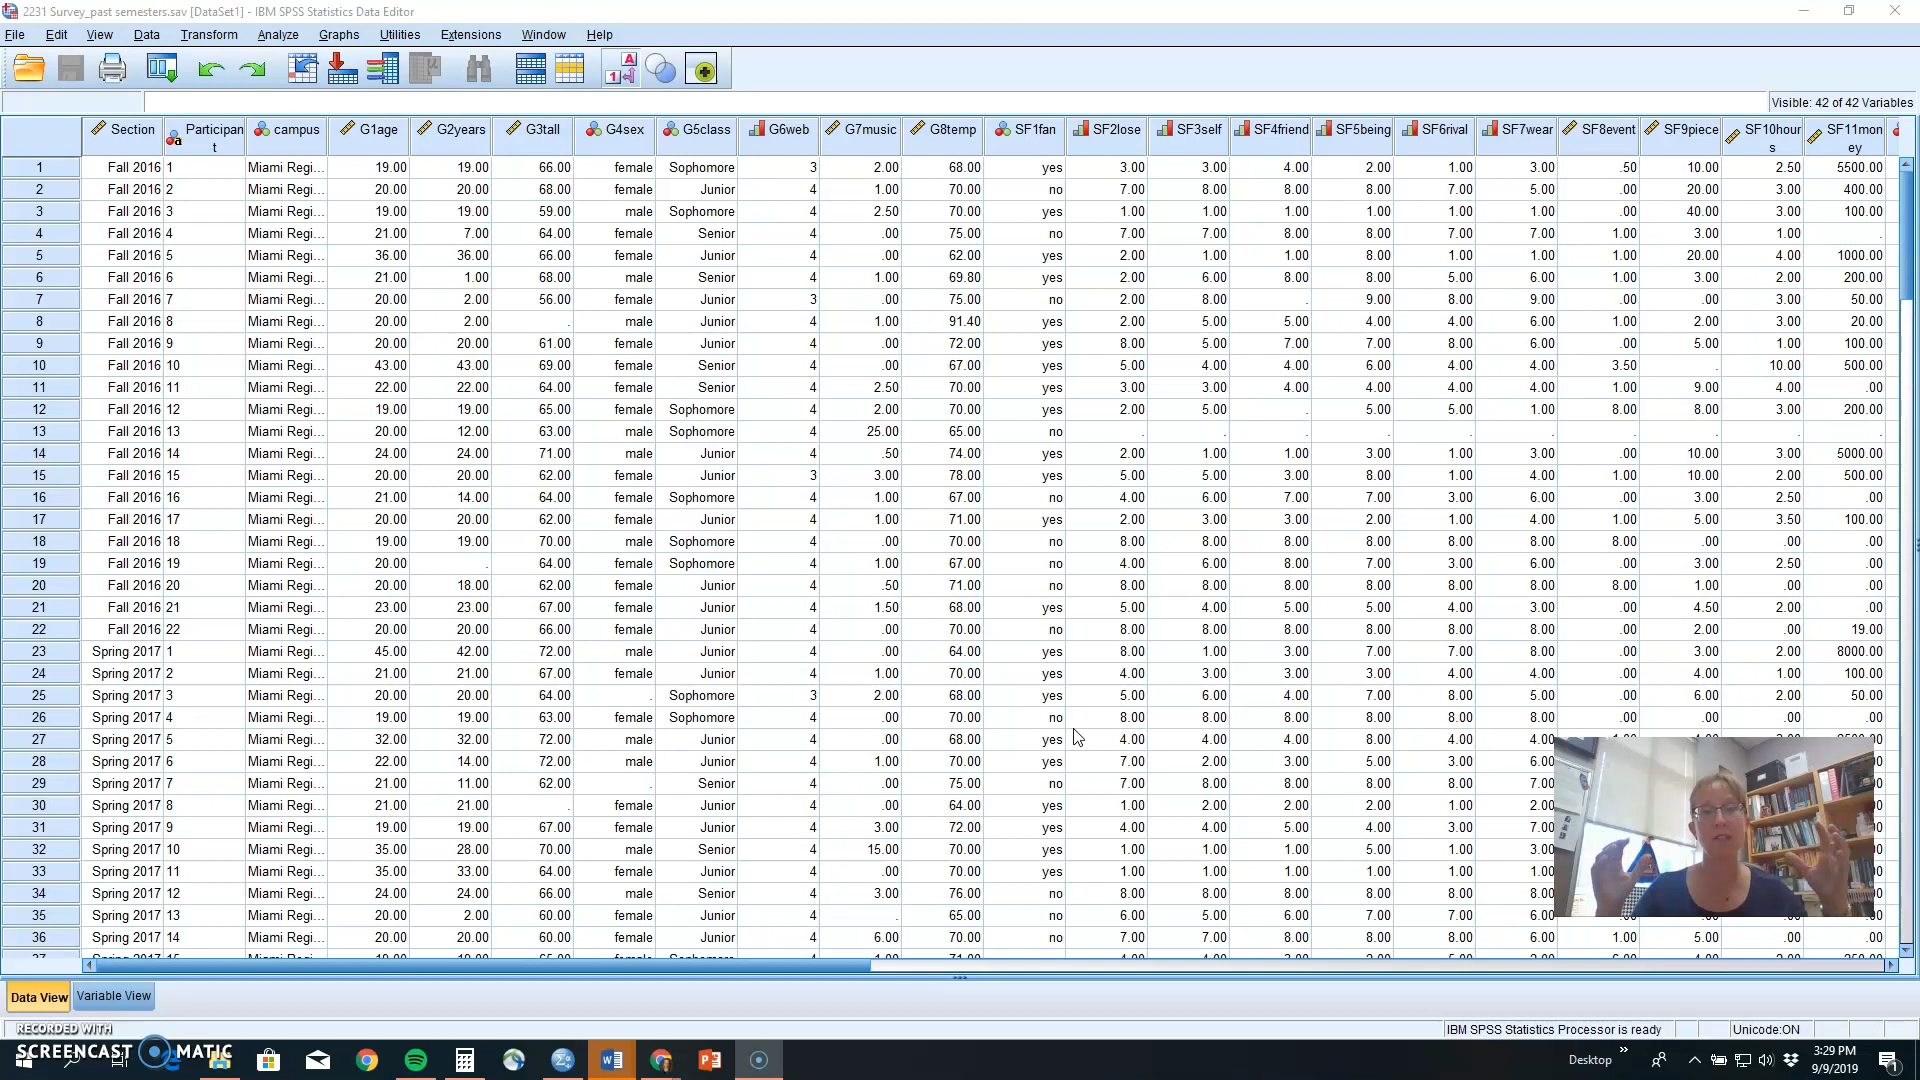 2231 Survey_past semesters.sav [DataSet1] - IBM SPSS Statistics Data Editor
File Edit View Data Transform Analyze Graphs Utilities Extensions Window Help
Visible: 42 of 42 Variables
Section Participant campus G1age G2years G3tall G4sex G5class G6web G7music G8temp SF1fan SF2lose SF3self SF4friend SF5being SF6rival SF7wear SF8event SF9piece SF10hours SF11money
1 Fall 2016 1 Miami Regi... 19.00 19.00 66.00 female Sophomore 3 2.00 68.00 yes 3.00 3.00 4.00 2.00 1.00 3.00 .50 10.00 2.50 5500.00
2 Fall 2016 2 Miami Regi... 20.00 20.00 68.00 female Junior 4 1.00 70.00 no 7.00 8.00 8.00 8.00 7.00 5.00 .00 20.00 3.00 400.00
3 Fall 2016 3 Miami Regi... 19.00 19.00 59.00 male Sophomore 4 2.50 70.00 yes 1.00 1.00 1.00 1.00 1.00 1.00 .00 40.00 3.00 100.00
4 Fall 2016 4 Miami Regi... 21.00 7.00 64.00 female Senior 4 .00 75.00 no 7.00 7.00 8.00 8.00 7.00 7.00 1.00 3.00 1.00 .
5 Fall 2016 5 Miami Regi... 36.00 36.00 66.00 female Junior 4 .00 62.00 yes 2.00 1.00 1.00 8.00 1.00 1.00 1.00 20.00 4.00 1000.00
6 Fall 2016 6 Miami Regi... 21.00 1.00 68.00 male Senior 4 1.00 69.80 yes 2.00 6.00 8.00 8.00 5.00 6.00 1.00 3.00 2.00 200.00
7 Fall 2016 7 Miami Regi... 20.00 2.00 56.00 female Junior 3 .00 75.00 no 2.00 8.00 . 9.00 8.00 9.00 .00 .00 3.00 50.00
8 Fall 2016 8 Miami Regi... 20.00 2.00 . male Junior 4 1.00 91.40 yes 2.00 5.00 5.00 4.00 4.00 6.00 1.00 2.00 3.00 20.00
9 Fall 2016 9 Miami Regi... 20.00 20.00 61.00 female Junior 4 .00 72.00 yes 8.00 5.00 7.00 7.00 8.00 6.00 .00 5.00 1.00 100.00
10 Fall 2016 10 Miami Regi... 43.00 43.00 69.00 female Senior 4 .00 67.00 yes 5.00 4.00 4.00 6.00 4.00 4.00 3.50 . 10.00 500.00
11 Fall 2016 11 Miami Regi... 22.00 22.00 64.00 female Senior 4 2.50 70.00 yes 3.00 3.00 4.00 4.00 4.00 4.00 1.00 9.00 4.00 .00
12 Fall 2016 12 Miami Regi... 19.00 19.00 65.00 female Sophomore 4 2.00 70.00 yes 2.00 5.00 . 5.00 5.00 1.00 8.00 8.00 3.00 200.00
13 Fall 2016 13 Miami Regi... 20.00 12.00 63.00 male Sophomore 4 25.00 65.00 no . . . . . . . . . .
14 Fall 2016 14 Miami Regi... 24.00 24.00 71.00 male Junior 4 .50 74.00 yes 2.00 1.00 1.00 3.00 1.00 3.00 .00 10.00 3.00 5000.00
15 Fall 2016 15 Miami Regi... 20.00 20.00 62.00 female Junior 3 3.00 78.00 yes 5.00 5.00 3.00 8.00 1.00 4.00 1.00 10.00 2.00 500.00
16 Fall 2016 16 Miami Regi... 21.00 14.00 64.00 female Sophomore 4 1.00 67.00 no 4.00 6.00 7.00 7.00 3.00 6.00 .00 3.00 2.50 .00
17 Fall 2016 17 Miami Regi... 20.00 20.00 62.00 female Junior 4 1.00 71.00 yes 2.00 3.00 3.00 2.00 1.00 4.00 1.00 5.00 3.50 100.00
18 Fall 2016 18 Miami Regi... 19.00 19.00 70.00 male Sophomore 4 .00 70.00 no 8.00 8.00 8.00 8.00 8.00 8.00 8.00 .00 .00 .00
19 Fall 2016 19 Miami Regi... 20.00 . 64.00 female Sophomore 4 1.00 67.00 no 4.00 6.00 8.00 7.00 3.00 6.00 .00 3.00 2.50 .00
20 Fall 2016 20 Miami Regi... 20.00 18.00 62.00 female Junior 4 .50 71.00 no 8.00 8.00 8.00 8.00 8.00 8.00 8.00 1.00 .00 .00
21 Fall 2016 21 Miami Regi... 23.00 23.00 67.00 female Junior 4 1.50 68.00 yes 5.00 4.00 5.00 5.00 4.00 3.00 .00 4.50 2.00 .00
22 Fall 2016 22 Miami Regi... 20.00 20.00 66.00 female Junior 4 .00 70.00 no 8.00 8.00 8.00 8.00 8.00 8.00 .00 2.00 .00 19.00
23 Spring 2017 1 Miami Regi... 45.00 42.00 72.00 male Junior 4 .00 64.00 yes 8.00 1.00 3.00 7.00 7.00 8.00 .00 3.00 2.00 8000.00
24 Spring 2017 2 Miami Regi... 21.00 21.00 67.00 female Junior 4 1.00 70.00 yes 4.00 3.00 3.00 3.00 4.00 4.00 .00 4.00 1.00 100.00
25 Spring 2017 3 Miami Regi... 20.00 20.00 64.00 . Sophomore 3 2.00 68.00 yes 5.00 6.00 4.00 7.00 8.00 5.00 .00 6.00 2.00 50.00
26 Spring 2017 4 Miami Regi... 19.00 19.00 63.00 female Sophomore 4 .00 70.00 no 8.00 8.00 8.00 8.00 8.00 8.00 .00 .00 .00 .00
27 Spring 2017 5 Miami Regi... 32.00 32.00 72.00 male Junior 4 .00 68.00 yes 4.00 4.00 4.00 8.00 4.00 4.00
28 Spring 2017 6 Miami Regi... 22.00 14.00 72.00 male Junior 4 1.00 70.00 yes 7.00 2.00 3.00 5.00 3.00 6.00
29 Spring 2017 7 Miami Regi... 21.00 11.00 62.00 . Senior 4 .00 75.00 no 7.00 8.00 8.00 8.00 8.00 7.00
30 Spring 2017 8 Miami Regi... 21.00 21.00 . female Junior 4 .00 64.00 yes 1.00 2.00 2.00 2.00 1.00 2.00
31 Spring 2017 9 Miami Regi... 19.00 19.00 67.00 female Junior 4 3.00 72.00 yes 4.00 4.00 5.00 4.00 3.00 7.00
32 Spring 2017 10 Miami Regi... 35.00 28.00 70.00 male Senior 4 15.00 70.00 yes 1.00 1.00 1.00 5.00 1.00 3.00
33 Spring 2017 11 Miami Regi... 35.00 33.00 64.00 female Junior 4 .00 70.00 yes 1.00 1.00 1.00 1.00 1.00 1.00
34 Spring 2017 12 Miami Regi... 24.00 24.00 66.00 male Senior 4 3.00 76.00 no 8.00 8.00 8.00 8.00 8.00 8.00
35 Spring 2017 13 Miami Regi... 20.00 2.00 60.00 female Junior 4 . 65.00 no 6.00 5.00 6.00 7.00 7.00 6.00 .00 2.00 .00 .00
36 Spring 2017 14 Miami Regi... 20.00 20.00 60.00 female Junior 4 6.00 70.00 no 7.00 7.00 8.00 8.00 8.00 6.00 1.00 5.00 .00 .00
Data View Variable View
IBM SPSS Statistics Processor is ready Unicode:ON
RECORDED WITH
SCREENCAST MATIC
Desktop
3:29 PM
9/9/2019